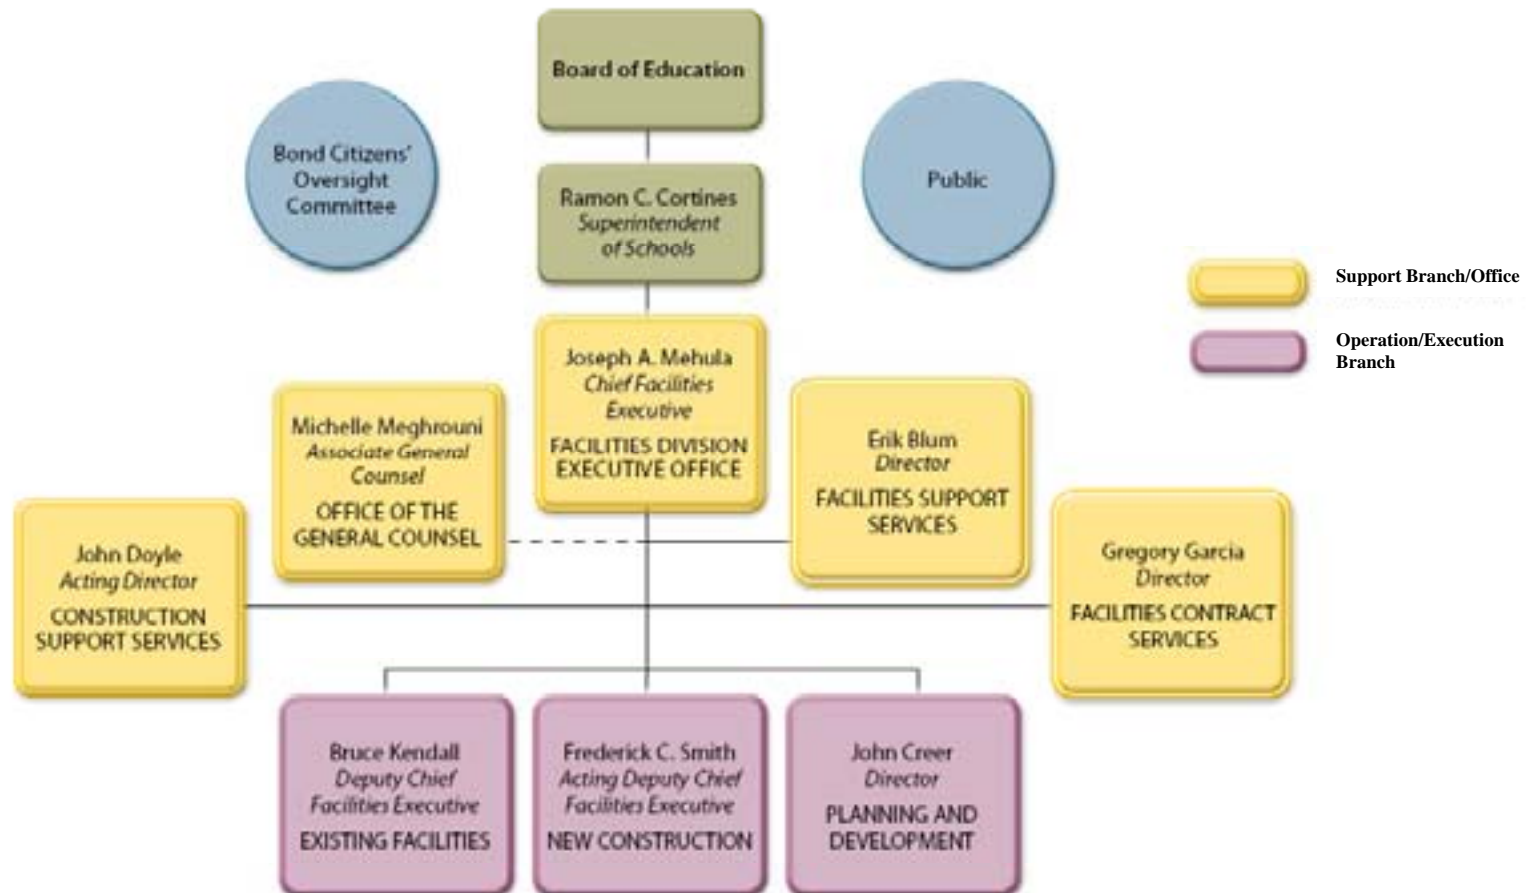 Board of Education
Bond Citizens'
Oversight
Committee
Public
Ramon C. Cortines
Superintendent
of Schools
Support Branch/Office
Operation/Execution
Branch
Joseph A. Mehula
Chief Facilities
Executive
FACILITIES DIVISION
EXECUTIVE OFFICE
Michelle Meghrouni
Associate General
Counsel
OFFICE OF THE
GENERAL COUNSEL
Erik Blum
Director
FACILITIES SUPPORT
SERVICES
John Doyle
Acting Director
CONSTRUCTION
SUPPORT SERVICES
Gregory Garcia
Director
FACILITIES CONTRACT
SERVICES
Bruce Kendall
Deputy Chief
Facilities Executive
EXISTING FACILITIES
Frederick C. Smith
Acting Deputy Chief
Facilities Executive
NEW CONSTRUCTION
John Creer
Director
PLANNING AND
DEVELOPMENT